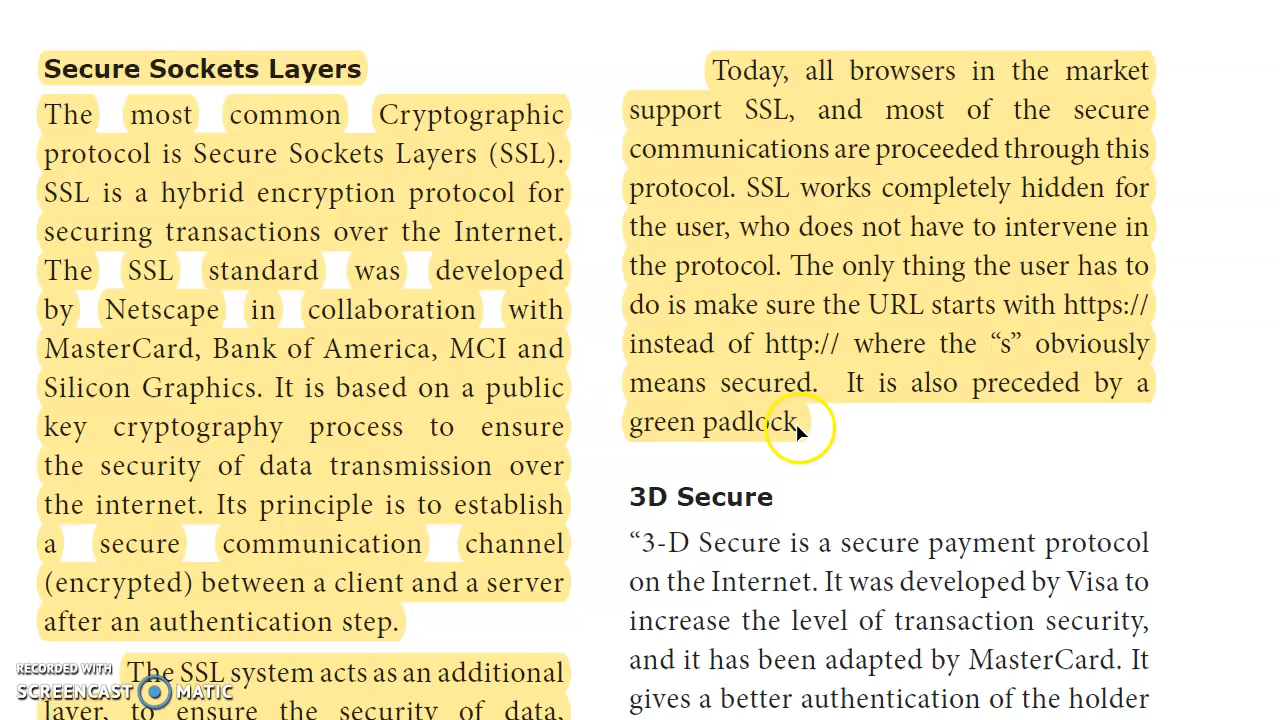 Secure Sockets Layers
The most common Cryptographic
protocol is Secure Sockets Layers (SSL).
SSL is a hybrid encryption protocol for
securing transactions over the Internet.
The SSL standard was developed
by Netscape in collaboration with
MasterCard, Bank of America, MCI and
Silicon Graphics. It is based on a public
key cryptography process to ensure
the security of data transmission over
the internet. Its principle is to establish
a secure communication channel
(encrypted) between a client and a server
after an authentication step.
The SSL system acts as an additional
layer, to ensure the security of data,
Today, all browsers in the market
support SSL, and most of the secure
communications are proceeded through this
protocol. SSL works completely hidden for
the user, who does not have to intervene in
the protocol. The only thing the user has to
do is make sure the URL starts with https://
instead of http:// where the “s” obviously
means secured. It is also preceded by a
green padlock.
3D Secure
“3-D Secure is a secure payment protocol
on the Internet. It was developed by Visa to
increase the level of transaction security,
and it has been adapted by MasterCard. It
gives a better authentication of the holder
RECORDED WITH
SCREENCAST MATIC